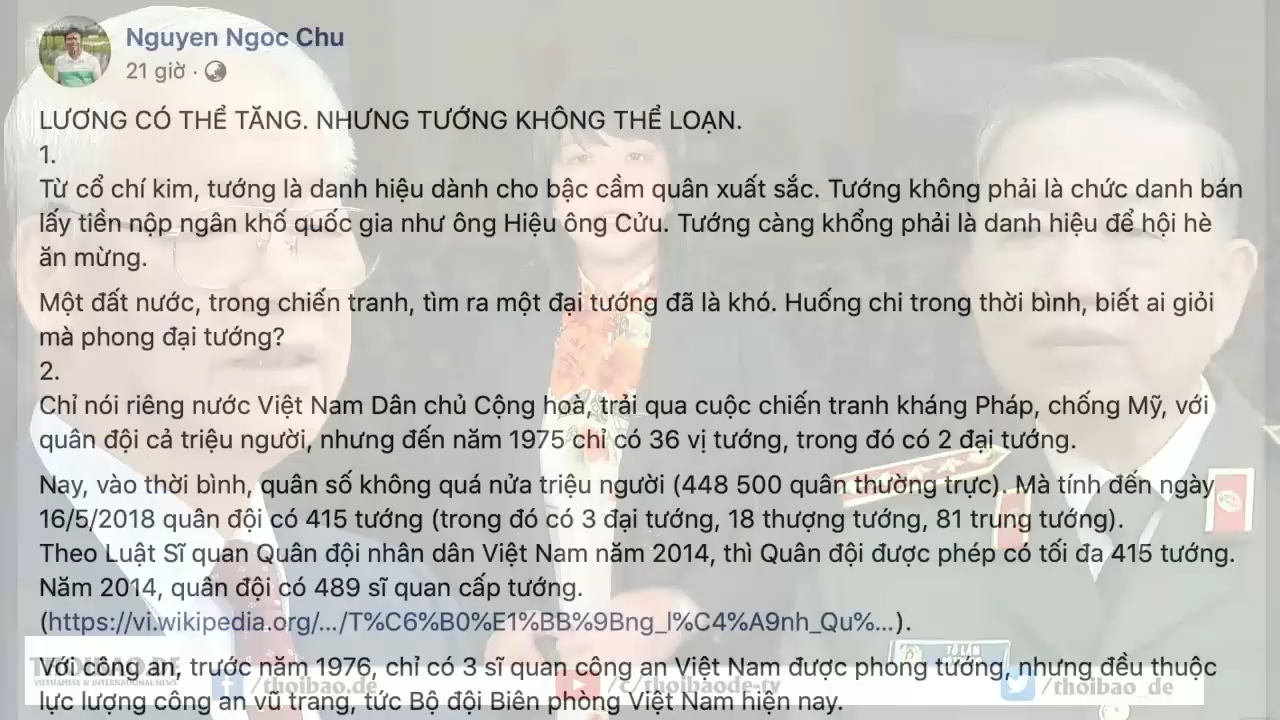 Nguyen Ngoc Chu
21 giờ ·
LƯƠNG CÓ THỂ TĂNG. NHƯNG TƯỚNG KHÔNG THỂ LOẠN.
1.
Từ cổ chí kim, tướng là danh hiệu dành cho bậc cầm quân xuất sắc. Tướng không phải là chức danh bán
lấy tiền nộp ngân khố quốc gia như ông Hiệu ông Cửu. Tướng càng khổng phải là danh hiệu để hội hè
ăn mừng.
Một đất nước, trong chiến tranh, tìm ra một đại tướng đã là khó. Huống chi trong thời bình, biết ai giỏi
mà phong đại tướng?
2.
Chỉ nói riêng nước Việt Nam Dân chủ Cộng hoà, trải qua cuộc chiến tranh kháng Pháp, chống Mỹ, với
quân đội cả triệu người, nhưng đến năm 1975 chỉ có 36 vị tướng, trong đó có 2 đại tướng.
Nay, vào thời bình, quân số không quá nửa triệu người (448 500 quân thường trực). Mà tính đến ngày
16/5/2018 quân đội có 415 tướng (trong đó có 3 đại tướng, 18 thượng tướng, 81 trung tướng).
Theo Luật Sĩ quan Quân đội nhân dân Việt Nam năm 2014, thì Quân đội được phép có tối đa 415 tướng.
Năm 2014, quân đội có 489 sĩ quan cấp tướng.
(https://vi.wikipedia.org/.../T%C6%B0%E1%BB%9Bng_l%C4%A9nh_Qu%...).
Với công an, trước năm 1976, chỉ có 3 sĩ quan công an Việt Nam được phong tướng, nhưng đều thuộc
THOIBAO.DE
VIETNAMESE & INTERNATIONAL NEWS
/thoibao.de
/c/thoibaode-tv
/thoibao_de
TÔ LÂM
lực lượng công an vũ trang, tức Bộ đội Biên phòng Việt Nam hiện nay.